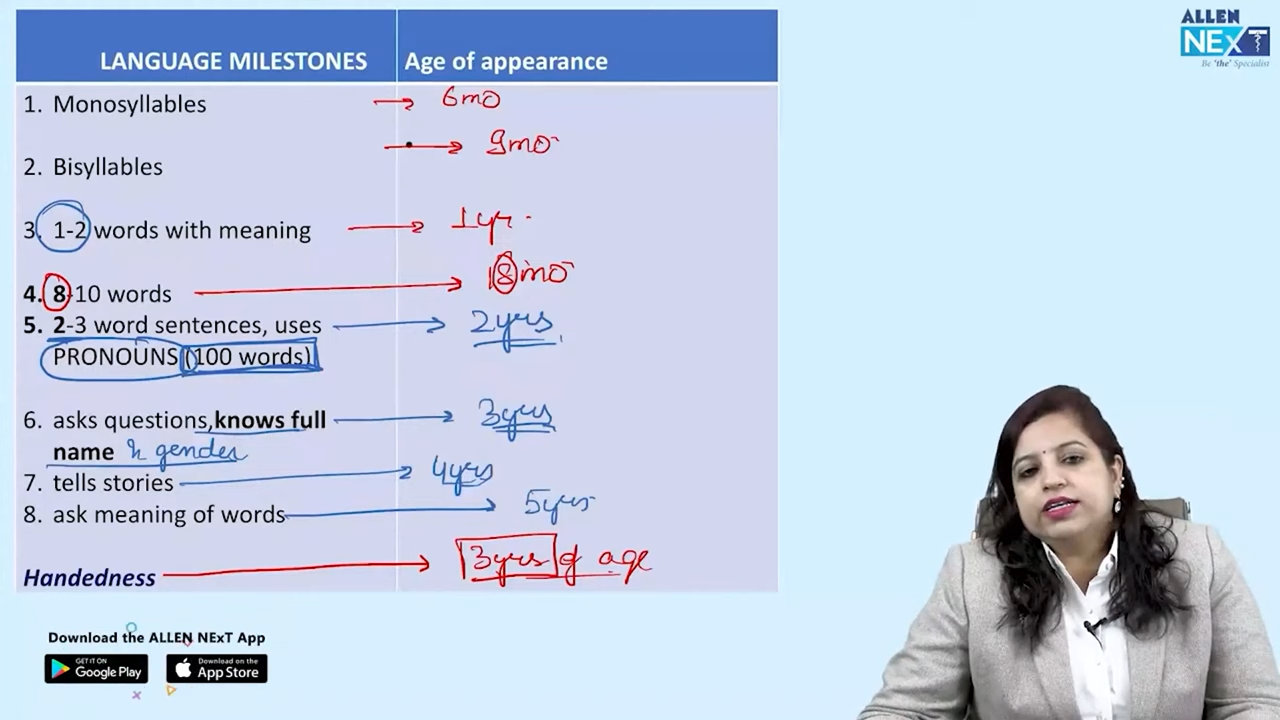 LANGUAGE MILESTONES Age of appearance
1. Monosyllables → 6mo
2. Bisyllables → 9mo
3. 1-2 words with meaning → 1yr
4. 8-10 words → 18mo
5. 2-3 word sentences, uses → 2yrs
PRONOUNS (100 words)
6. asks questions,knows full → 3yrs
name & gender
7. tells stories → 4yrs
8. ask meaning of words → 5yrs
Handedness → 3yrs of age
ALLEN
NEXT
Be 'the' Specialist
Download the ALLEN NExT App
GET IT ON
Google Play
Download on the
App Store